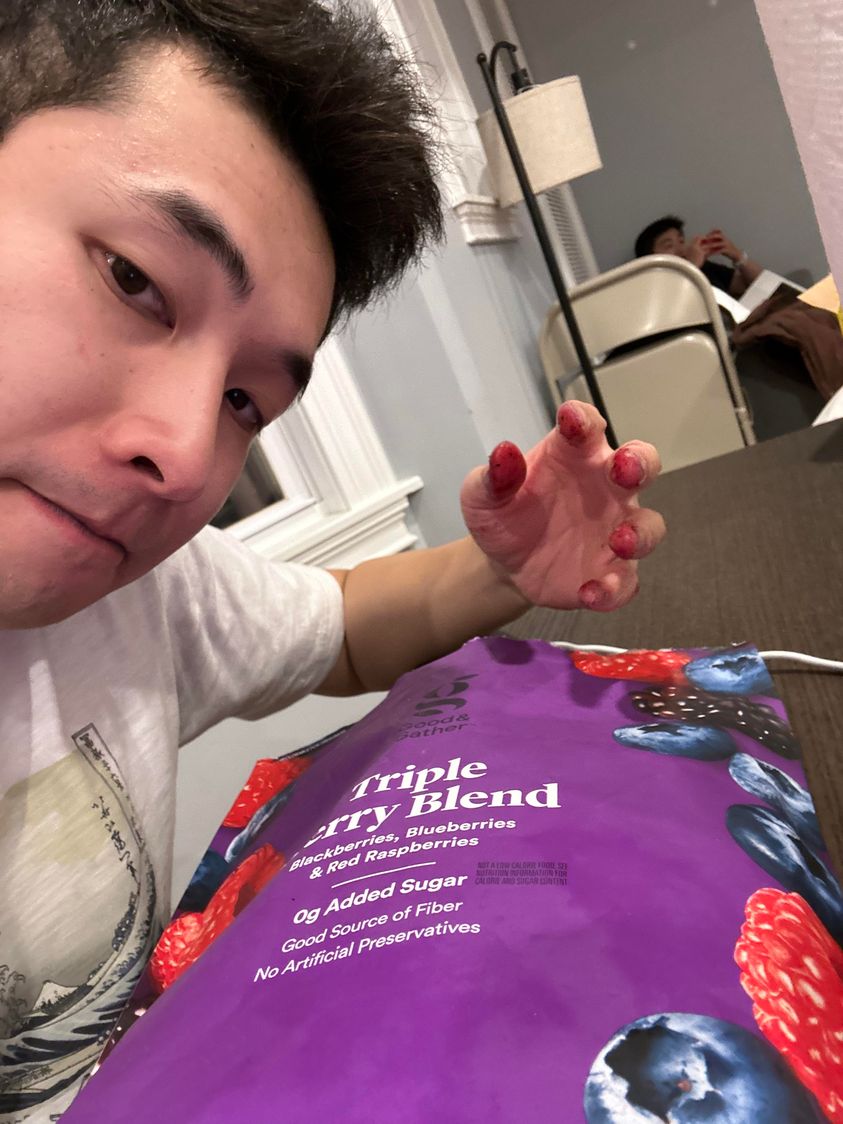 Good &
Gather
Triple
erry Blend
Blackberries, Blueberries
& Red Raspberries
0g Added Sugar
NOT A LOW CALORIE FOOD. SEE
NUTRITION INFORMATION FOR
CALORIE AND SUGAR CONTENT.
Good Source of Fiber
No Artificial Preservatives